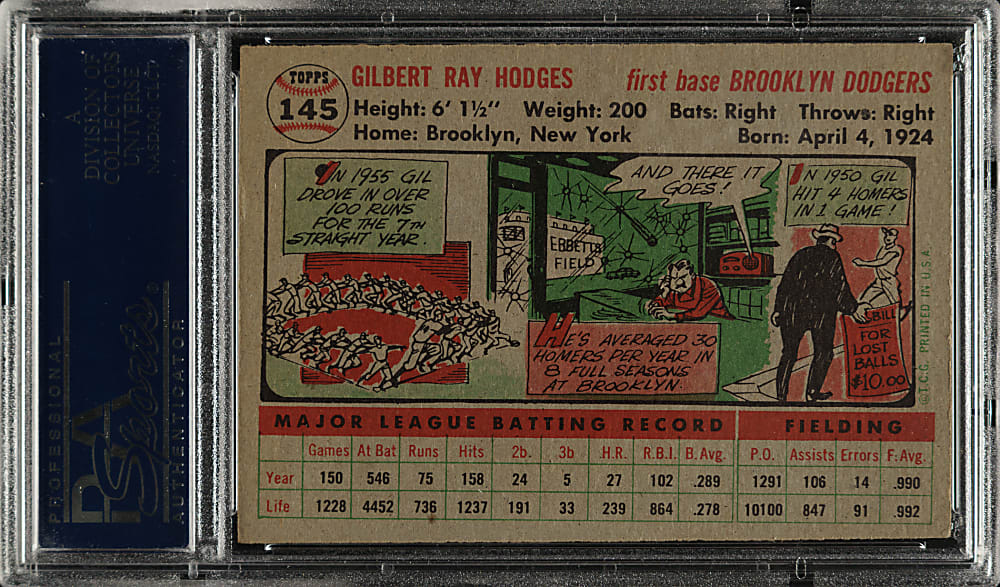 A
DIVISION OF
COLLECTORS
UNIVERSE
NASDAQ: CLCT
PROFESSIONAL
PSA
Sports
AUTHENTICATOR
TOPPS
145
GILBERT RAY HODGES first base BROOKLYN DODGERS
Height: 6' 1½" Weight: 200 Bats: Right Throws: Right
Home: Brooklyn, New York Born: April 4, 1924
IN 1955 GIL
DROVE IN OVER
100 RUNS
FOR THE 7TH
STRAIGHT YEAR.
EBBETTS
FIELD
AND THERE IT
GOES!
HE'S AVERAGED 30
HOMERS PER YEAR IN
8 FULL SEASONS
AT BROOKLYN.
IN 1950 GIL
HIT 4 HOMERS
IN 1 GAME!
BILL
FOR
LOST
BALLS
$10.00
©T.C.G. PRINTED IN U.S.A.
MAJOR LEAGUE BATTING RECORD FIELDING
Games At Bat Runs Hits 2b. 3b H.R. R.B.I. B. Avg. P.O. Assists Errors F. Avg.
Year 150 546 75 158 24 5 27 102 .289 1291 106 14 .990
Life 1228 4452 736 1237 191 33 239 864 .278 10100 847 91 .992